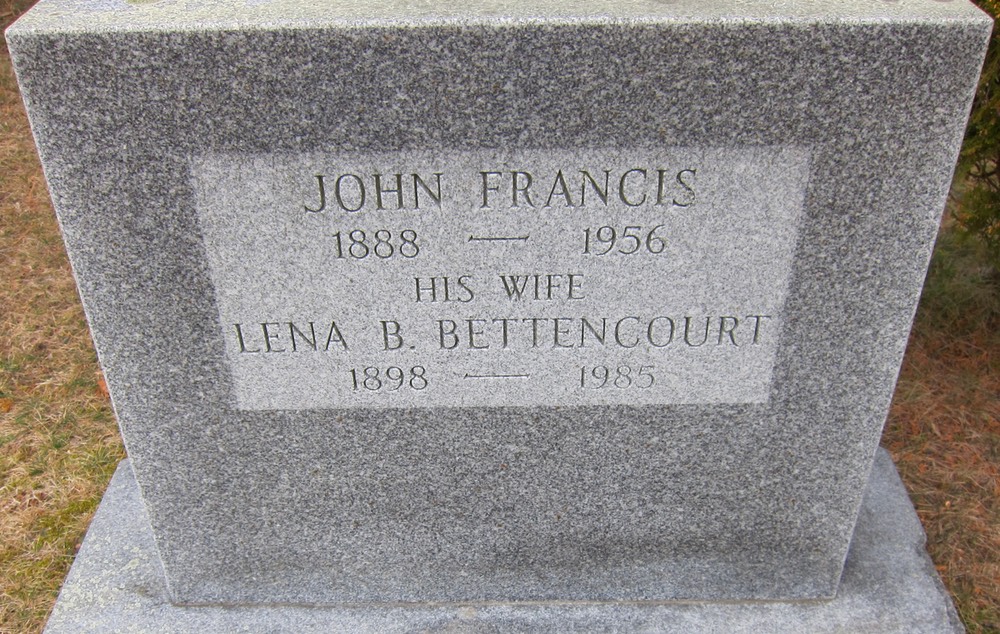 JOHN FRANCIS
1888 — 1956
HIS WIFE
LENA B. BETTENCOURT
1898 — 1985